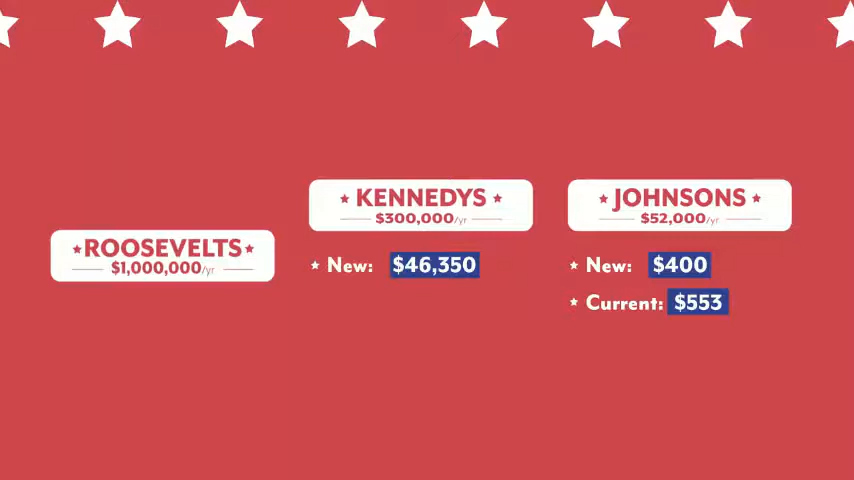 ROOSEVELTS
$1,000,000/yr
KENNEDYS
$300,000/yr
New: $46,350
JOHNSONS
$52,000/yr
New: $400
Current: $553